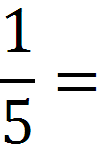 1/5 =